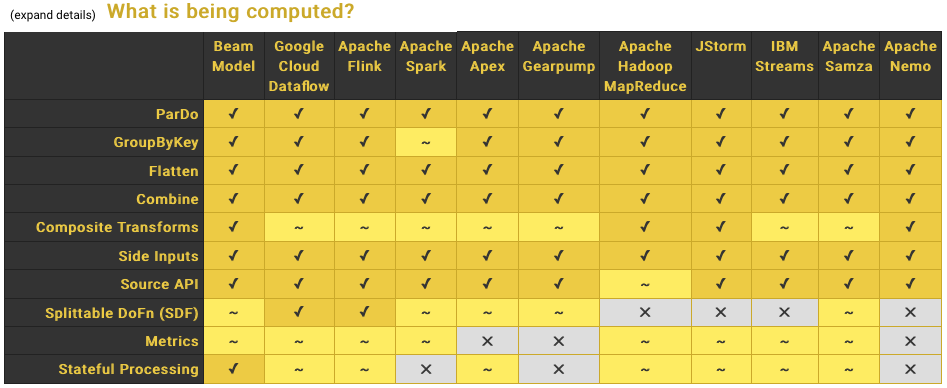 (expand details) What is being computed?
Beam Model Google Cloud Dataflow Apache Flink Apache Spark Apache Apex Apache Gearpump Apache Hadoop MapReduce JStorm IBM Streams Apache Samza Apache Nemo
ParDo ✓ ✓ ✓ ✓ ✓ ✓ ✓ ✓ ✓ ✓ ✓
GroupByKey ✓ ✓ ✓ ~ ✓ ✓ ✓ ✓ ✓ ✓ ✓
Flatten ✓ ✓ ✓ ✓ ✓ ✓ ✓ ✓ ✓ ✓ ✓
Combine ✓ ✓ ✓ ✓ ✓ ✓ ✓ ✓ ✓ ✓ ✓
Composite Transforms ✓ ~ ~ ~ ~ ~ ✓ ✓ ~ ~ ✓
Side Inputs ✓ ✓ ✓ ✓ ✓ ✓ ✓ ✓ ✓ ✓ ✓
Source API ✓ ✓ ✓ ✓ ✓ ✓ ~ ✓ ✓ ✓ ✓
Splittable DoFn (SDF) ~ ✓ ✓ ~ ~ ~ ✕ ✕ ✕ ~ ✕
Metrics ~ ~ ~ ~ ✕ ✕ ~ ~ ~ ~ ✕
Stateful Processing ✓ ~ ~ ✕ ~ ✕ ~ ~ ~ ~ ✕